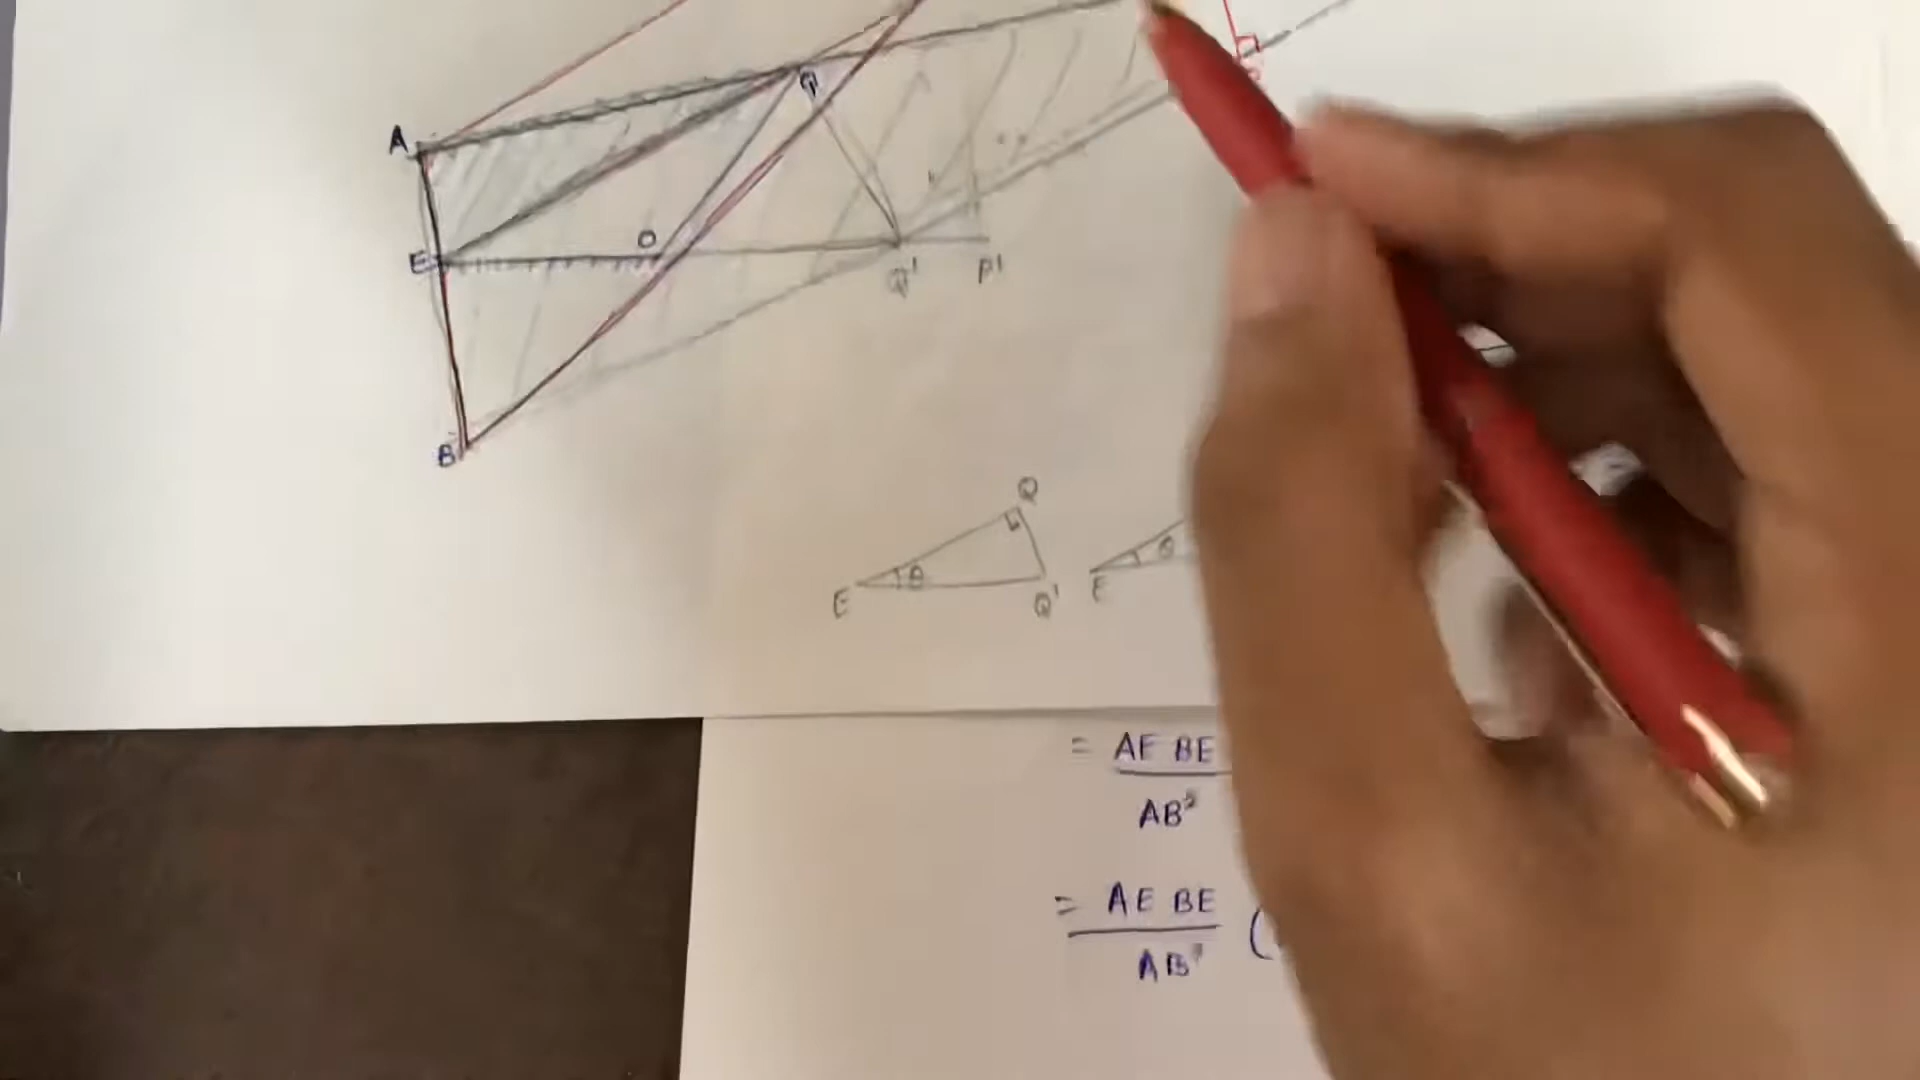 A
Q
E
O
Q'
P'
B
Q
E
θ
Q'
E
θ
= AE BE
AB²
= AE BE (
AB²